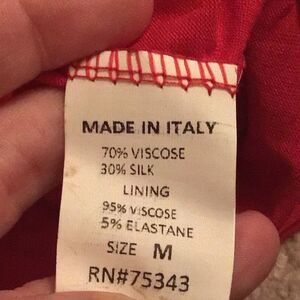 MADE IN ITALY
70% VISCOSE
30% SILK
LINING
95% VISCOSE
5% ELASTANE
SIZE M
RN#75343